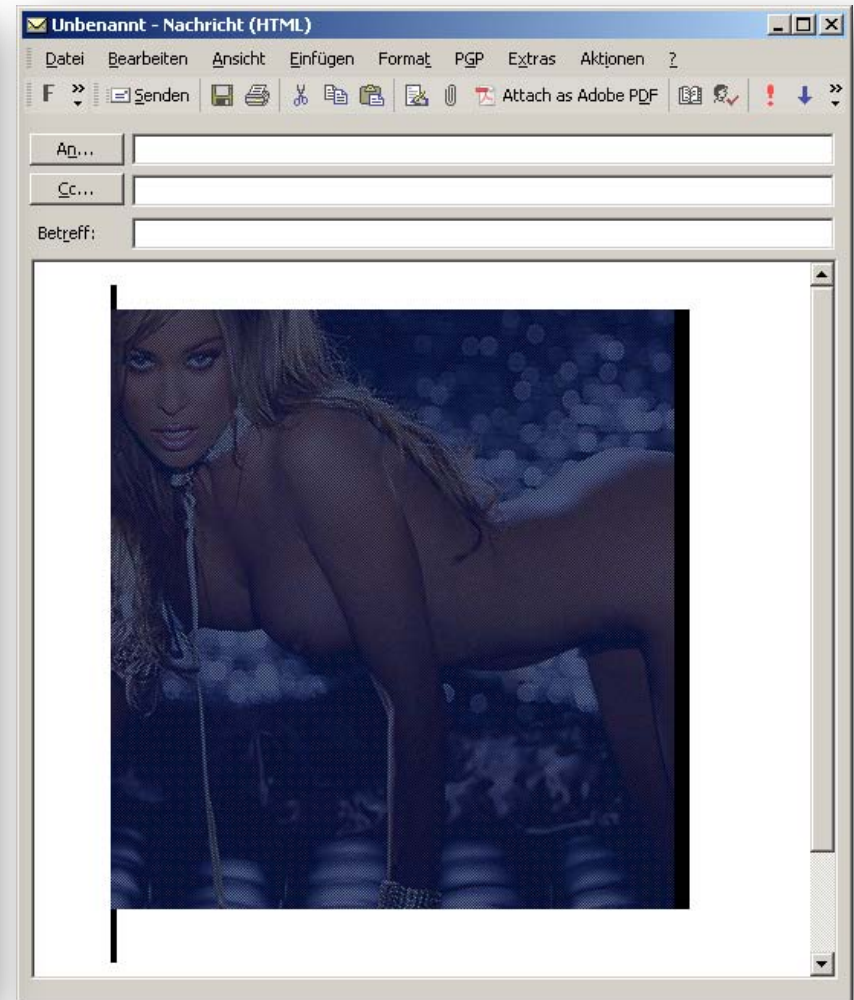 Unbenannt - Nachricht (HTML)
Datei Bearbeiten Ansicht Einfügen Format PGP Extras Aktionen ?
F » Senden Attach as Adobe PDF ! »
An...
Cc...
Betreff: